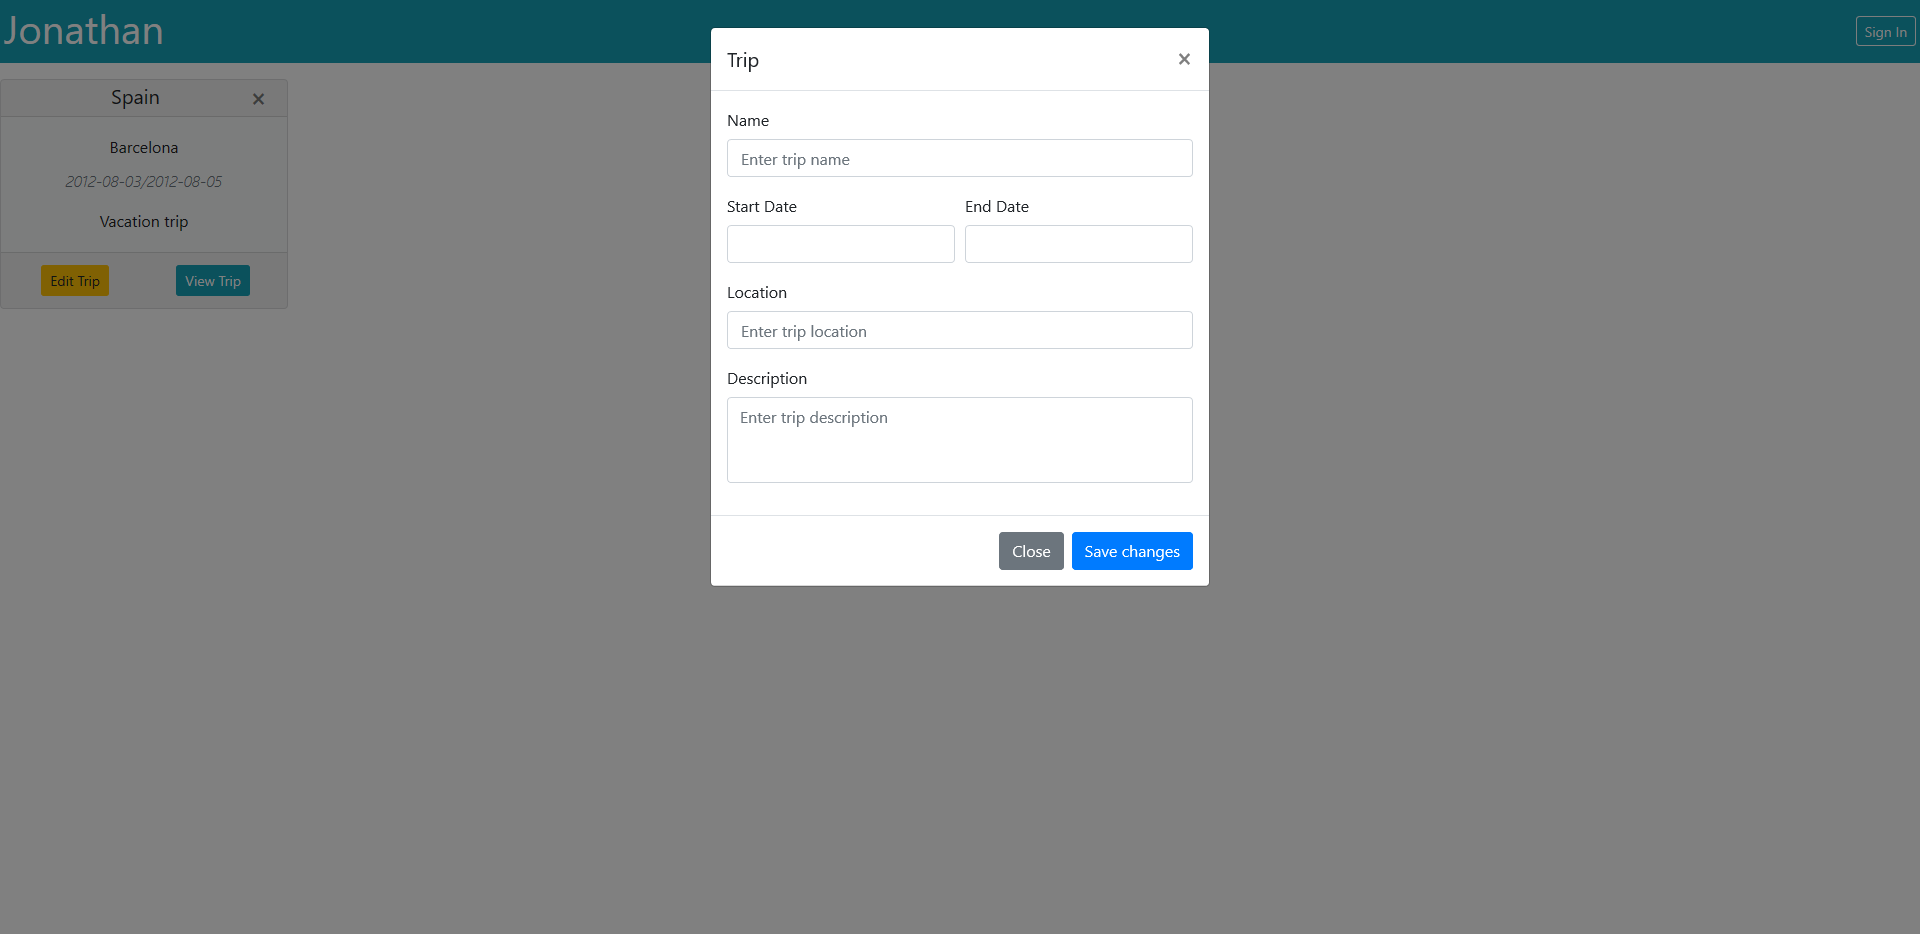 Jonathan
Sign In
Spain ×
Barcelona
2012-08-03/2012-08-05
Vacation trip
Edit Trip
View Trip
Trip ×
Name
Enter trip name
Start Date End Date
Location
Enter trip location
Description
Enter trip description
Close Save changes